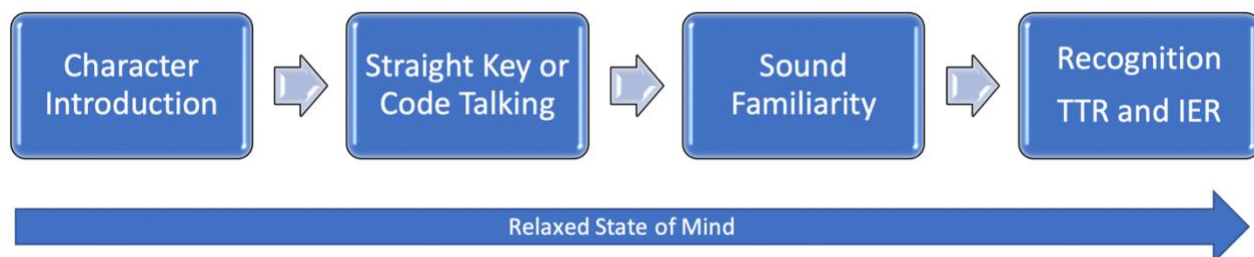 Character
Introduction
Straight Key or
Code Talking
Sound
Familiarity
Recognition
TTR and IER
Relaxed State of Mind